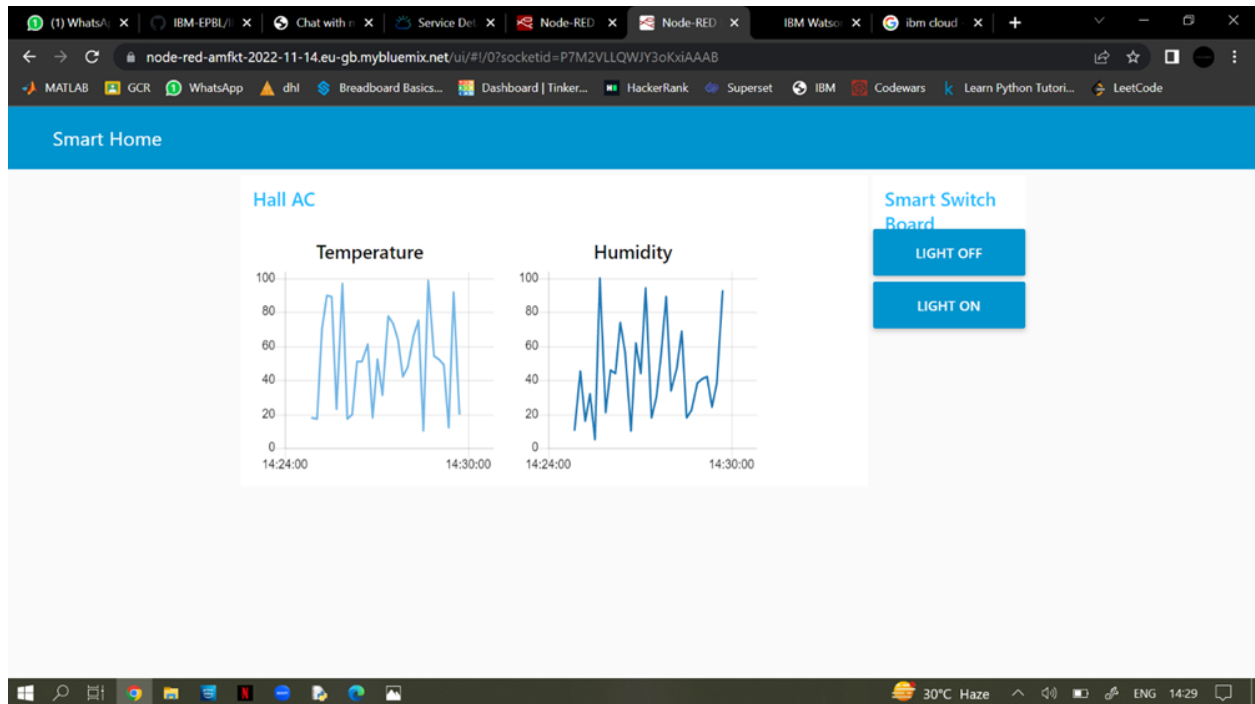 (1) WhatsA
IBM-EPBL/I
Chat with n
Service Det
Node-RED
Node-RED
IBM Watso
ibm cloud
node-red-amfkt-2022-11-14.eu-gb.mybluemix.net/ui/#!/0?socketid=P7M2VLLQWJY3oKxiAAAB
MATLAB
GCR
WhatsApp
dhl
Breadboard Basics...
Dashboard | Tinker...
HackerRank
Superset
IBM
Codewars
Learn Python Tutori...
LeetCode
Smart Home
Hall AC
Temperature
100
80
60
40
20
0
14:24:00
14:30:00
Humidity
100
80
60
40
20
0
14:24:00
14:30:00
Smart Switch
Board
LIGHT OFF
LIGHT ON
30°C Haze
ENG
14:29